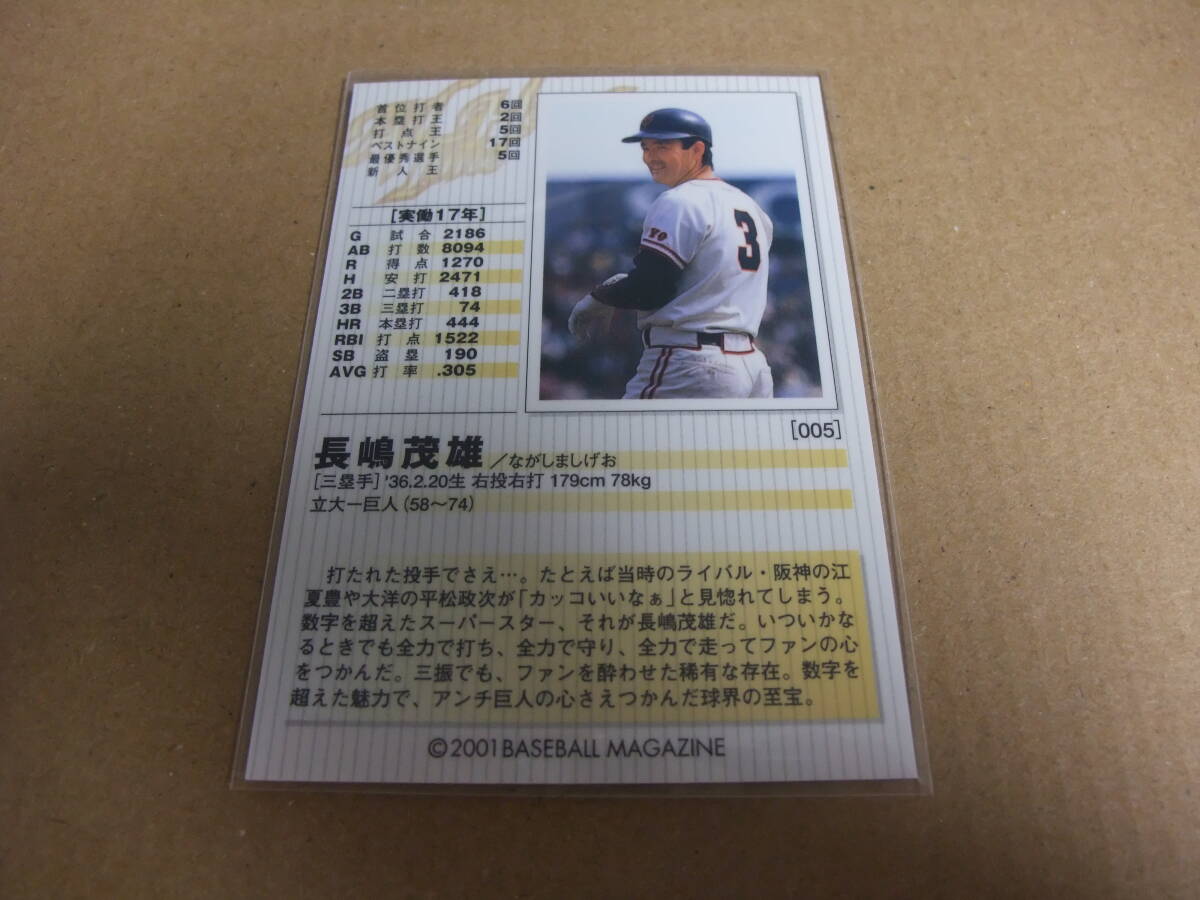 首位打者 6回
本塁打王 2回
打点王 5回
ベストナイン 17回
最優秀選手 5回
新人王
[実働17年]
G 試合 2186
AB 打数 8094
R 得点 1270
H 安打 2471
2B 二塁打 418
3B 三塁打 74
HR 本塁打 444
RBI 打点 1522
SB 盗塁 190
AVG 打率 .305
YO
3
[005]
長嶋茂雄/ながしましげお
[三塁手] '36.2.20生 右投右打 179cm 78kg
立大ー巨人(58〜74)
打たれた投手でさえ…。たとえば当時のライバル・阪神の江
夏豊や大洋の平松政次が「カッコいいなぁ」と見惚れてしまう。
数字を超えたスーパースター、それが長嶋茂雄だ。いついかな
るときでも全力で打ち、全力で守り、全力で走ってファンの心
をつかんだ。三振でも、ファンを酔わせた稀有な存在。数字を
超えた魅力で、アンチ巨人の心さえつかんだ球界の至宝。
©2001 BASEBALL MAGAZINE